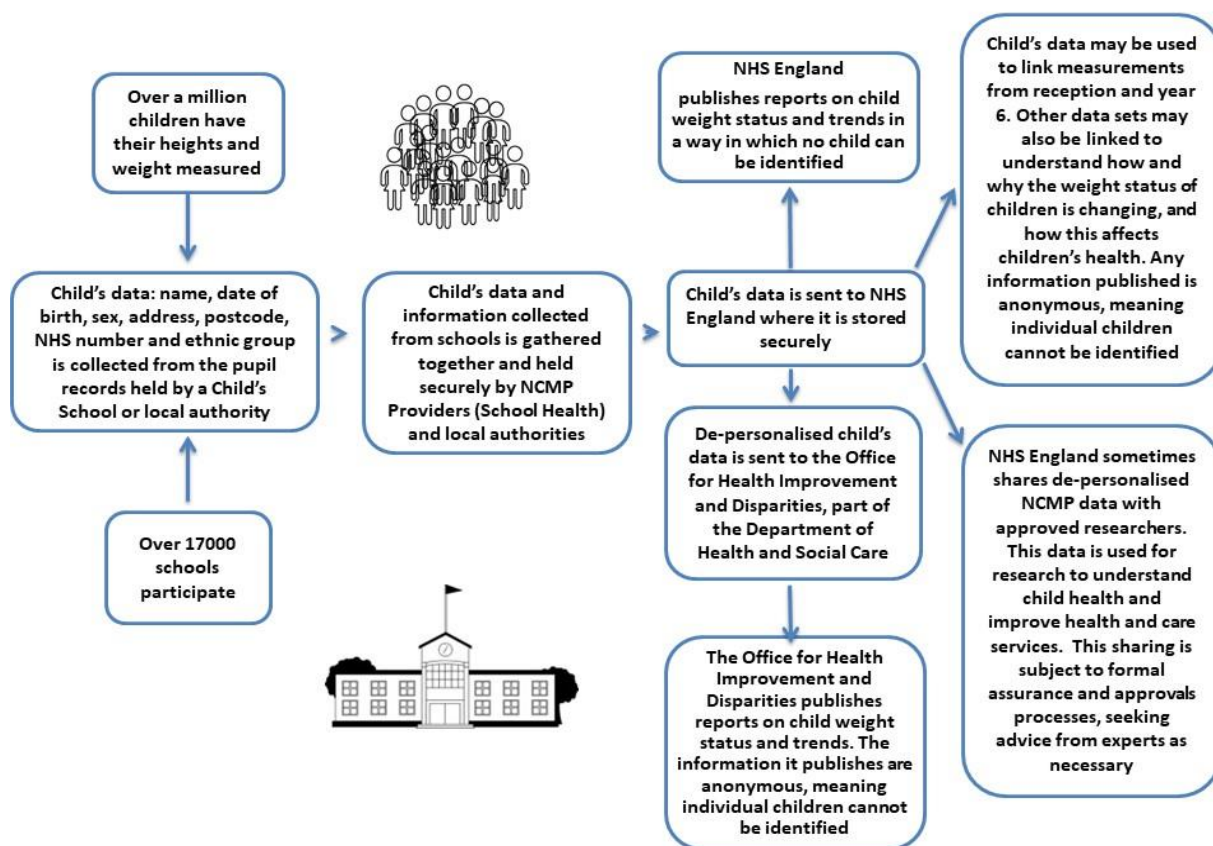 Over a million
children have
their heights and
weight measured
Child’s data: name, date of
birth, sex, address, postcode,
NHS number and ethnic group
is collected from the pupil
records held by a Child’s
School or local authority
Over 17000
schools
participate
Child’s data and
information collected
from schools is gathered
together and held
securely by NCMP
Providers (School Health)
and local authorities
NHS England
publishes reports on child
weight status and trends in
a way in which no child can
be identified
Child’s data is sent to NHS
England where it is stored
securely
De-personalised child’s
data is sent to the Office
for Health Improvement
and Disparities, part of
the Department of
Health and Social Care
The Office for Health
Improvement and
Disparities publishes
reports on child weight
status and trends. The
information it publishes are
anonymous, meaning
individual children cannot
be identified
Child’s data may be used
to link measurements
from reception and year
6. Other data sets may
also be linked to
understand how and
why the weight status of
children is changing, and
how this affects
children’s health. Any
information published is
anonymous, meaning
individual children
cannot be identified
NHS England sometimes
shares de-personalised
NCMP data with
approved researchers.
This data is used for
research to understand
child health and
improve health and care
services.  This sharing is
subject to formal
assurance and approvals
processes, seeking
advice from experts as
necessary